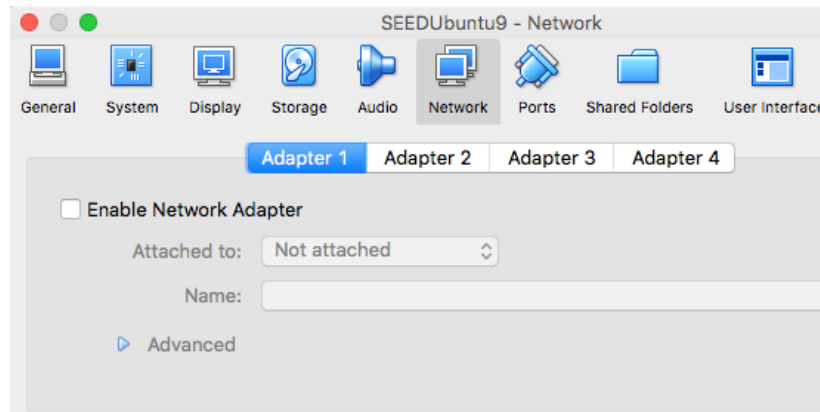 SEEDUbuntu9 - Network
General System Display Storage Audio Network Ports Shared Folders User Interface
Adapter 1 Adapter 2 Adapter 3 Adapter 4
Enable Network Adapter
Attached to: Not attached
Name:
Advanced